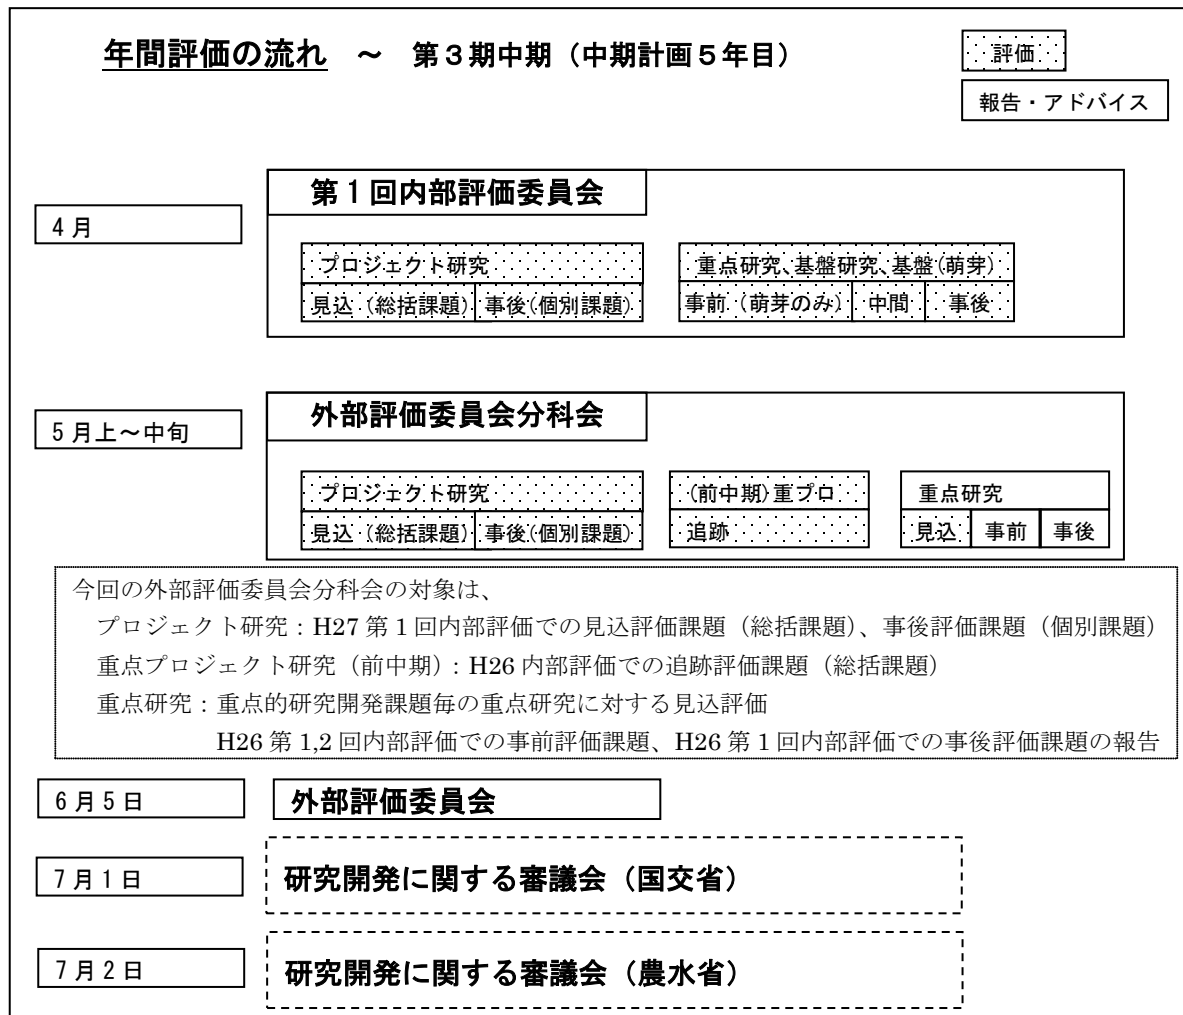 年間評価の流れ ～ 第３期中期（中期計画５年目）
評価
報告・アドバイス
4月
第１回内部評価委員会
プロジェクト研究
見込（総括課題） 事後(個別課題)
重点研究、基盤研究、基盤(萌芽)
事前（萌芽のみ） 中間 事後
5月上～中旬
外部評価委員会分科会
プロジェクト研究
見込（総括課題） 事後(個別課題)
(前中期)重プロ
追跡
重点研究
見込 事前 事後
今回の外部評価委員会分科会の対象は、
プロジェクト研究：H27 第１回内部評価での見込評価課題（総括課題）、事後評価課題（個別課題）
重点プロジェクト研究（前中期）：H26 内部評価での追跡評価課題（総括課題）
重点研究：重点的研究開発課題毎の重点研究に対する見込評価
H26 第 1,2 回内部評価での事前評価課題、H26 第１回内部評価での事後評価課題の報告
6月5日
外部評価委員会
7月1日
研究開発に関する審議会（国交省）
7月2日
研究開発に関する審議会（農水省）